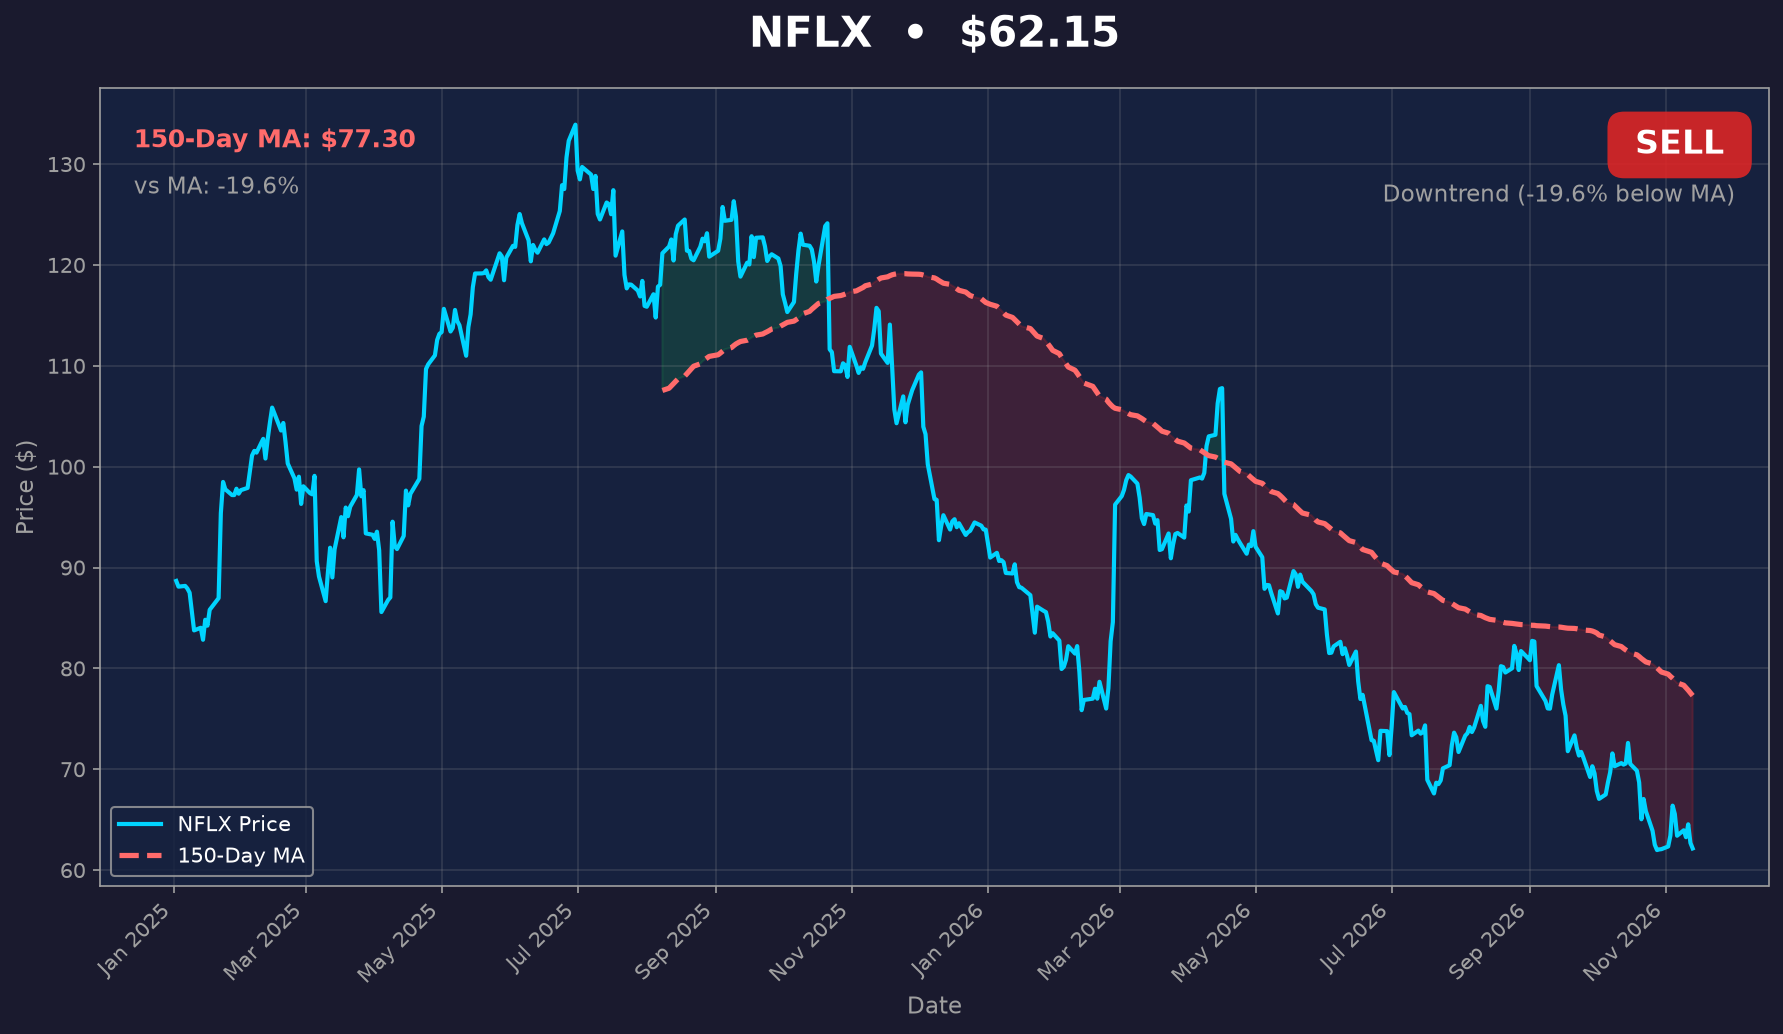 NFLX • $62.15
150-Day MA: $77.30
vs MA: -19.6%
SELL
Downtrend (-19.6% below MA)
Price ($)
130
120
110
100
90
80
70
60
NFLX Price
150-Day MA
Jan 2025
Mar 2025
May 2025
Jul 2025
Sep 2025
Nov 2025
Jan 2026
Mar 2026
May 2026
Jul 2026
Sep 2026
Nov 2026
Date